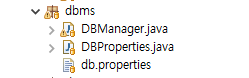 dbms
DBManager.java
DBProperties.java
db.properties